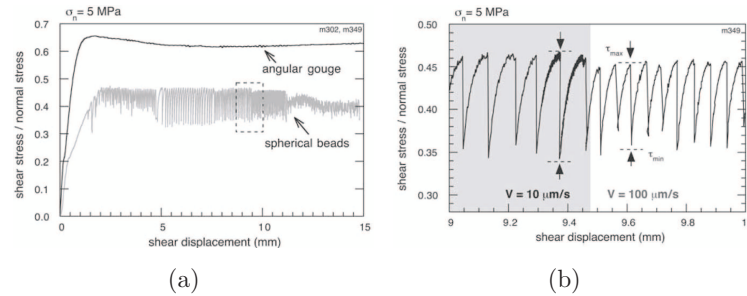 σn = 5 MPa
m302, m349
shear stress / normal stress
0.7
0.6
0.5
0.4
0.3
0.2
0.1
0.0
angular gouge
spherical beads
0
5
10
15
shear displacement (mm)
(a)
σn = 5 MPa
m349
shear stress / normal stress
0.50
0.45
0.40
0.35
0.30
τmax
τmin
V = 10 μm/s
V = 100 μm/s
9
9.2
9.4
9.6
9.8
1
shear displacement (mm)
(b)